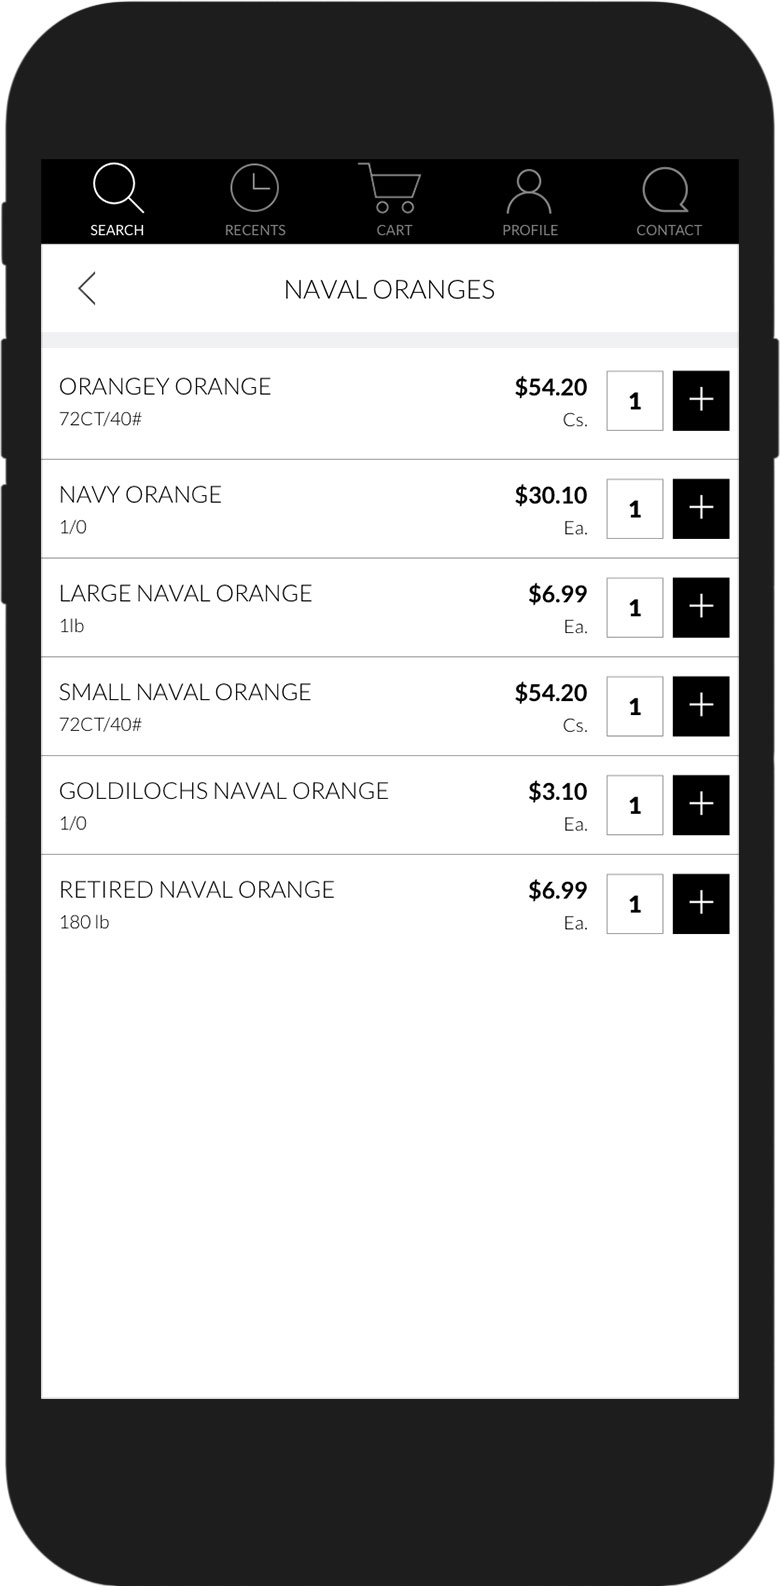 SEARCH RECENTS CART PROFILE CONTACT
NAVAL ORANGES
ORANGEY ORANGE $54.20 1 +
72CT/40# Cs.
NAVY ORANGE $30.10 1 +
1/0 Ea.
LARGE NAVAL ORANGE $6.99 1 +
1lb Ea.
SMALL NAVAL ORANGE $54.20 1 +
72CT/40# Cs.
GOLDILOCHS NAVAL ORANGE $3.10 1 +
1/0 Ea.
RETIRED NAVAL ORANGE $6.99 1 +
180 lb Ea.